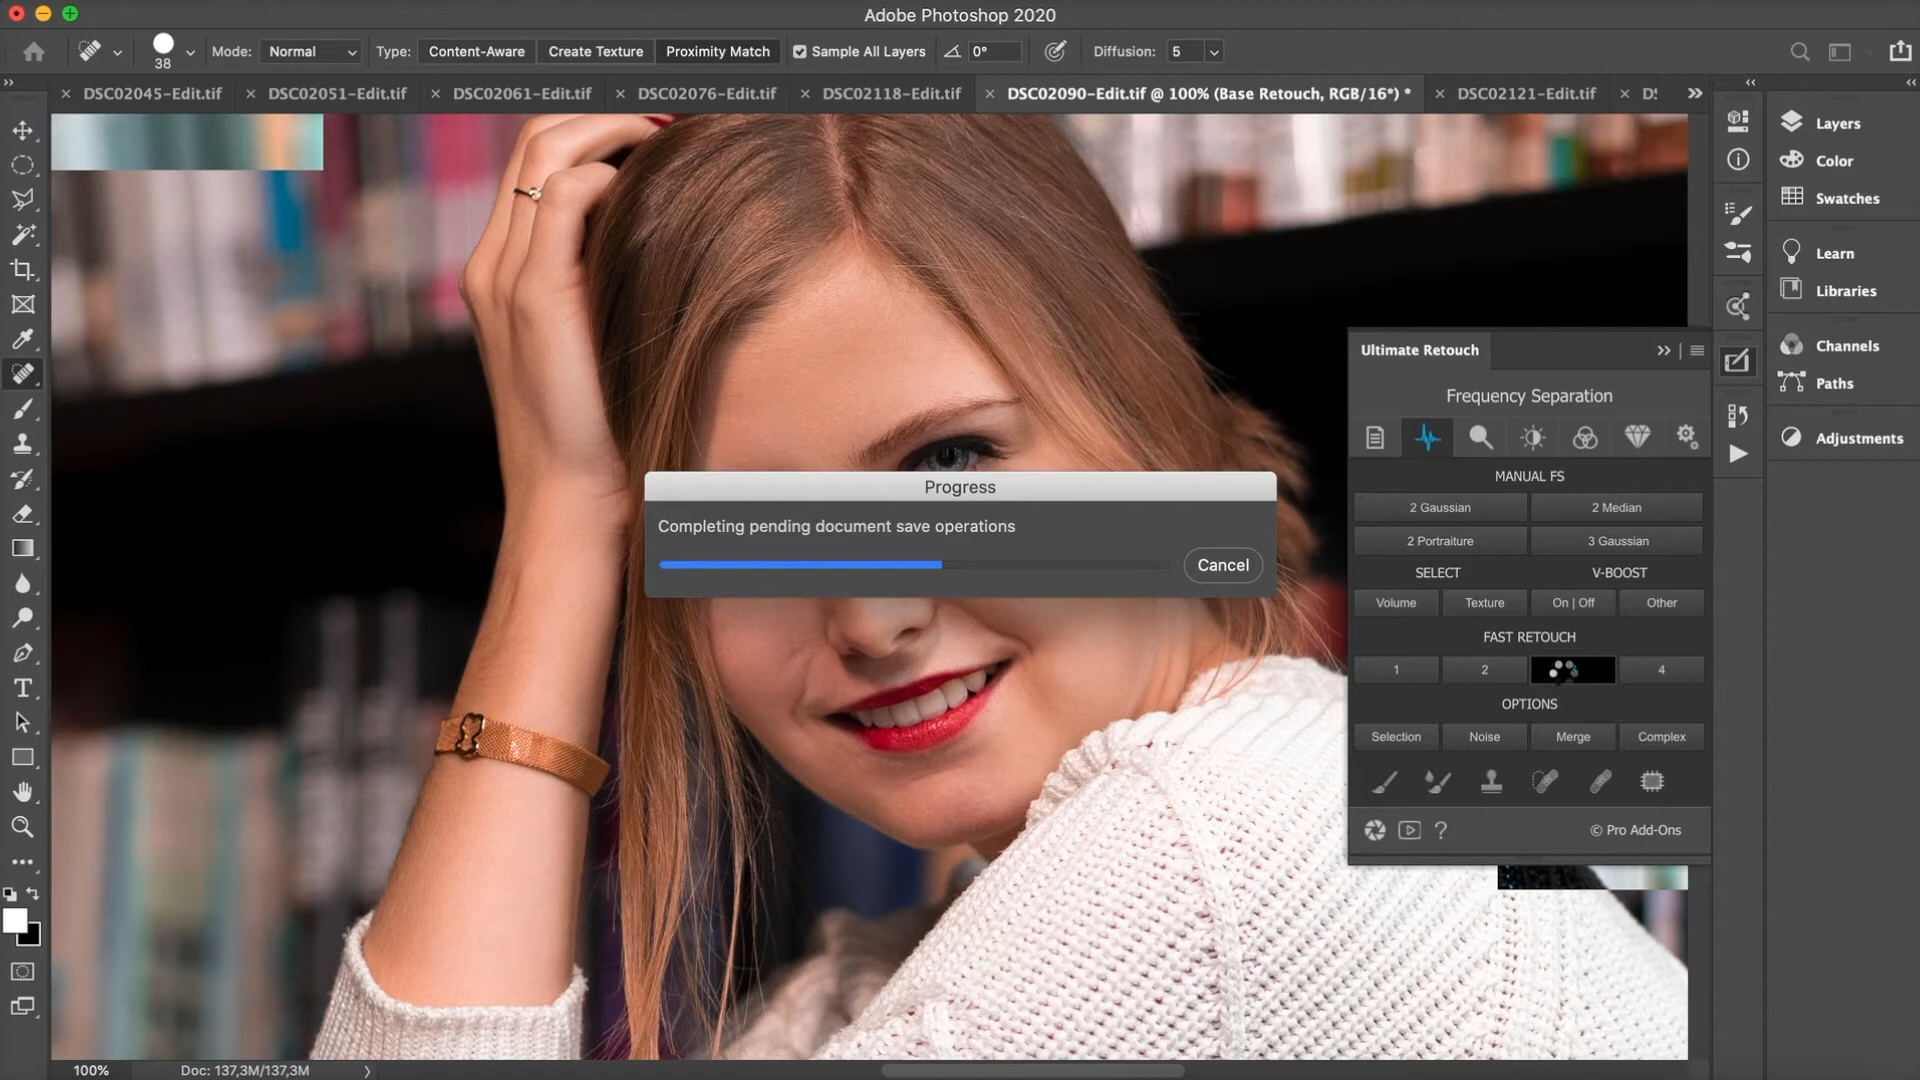 Adobe Photoshop 2020
38
Mode:
Normal
Type:
Content-Aware
Create Texture
Proximity Match
Sample All Layers
0°
Diffusion:
5
DSC02045-Edit.tif
DSC02051-Edit.tif
DSC02061-Edit.tif
DSC02076-Edit.tif
DSC02118-Edit.tif
DSC02090-Edit.tif @ 100% (Base Retouch, RGB/16*) *
DSC02121-Edit.tif
Layers
Color
Swatches
Learn
Libraries
Channels
Paths
Adjustments
Ultimate Retouch
Frequency Separation
MANUAL FS
2 Gaussian
2 Median
2 Portraiture
3 Gaussian
SELECT
V-BOOST
Volume
Texture
On | Off
Other
FAST RETOUCH
1
2
4
OPTIONS
Selection
Noise
Merge
Complex
© Pro Add-Ons
Progress
Completing pending document save operations
Cancel
100%
Doc: 137,3M/137,3M